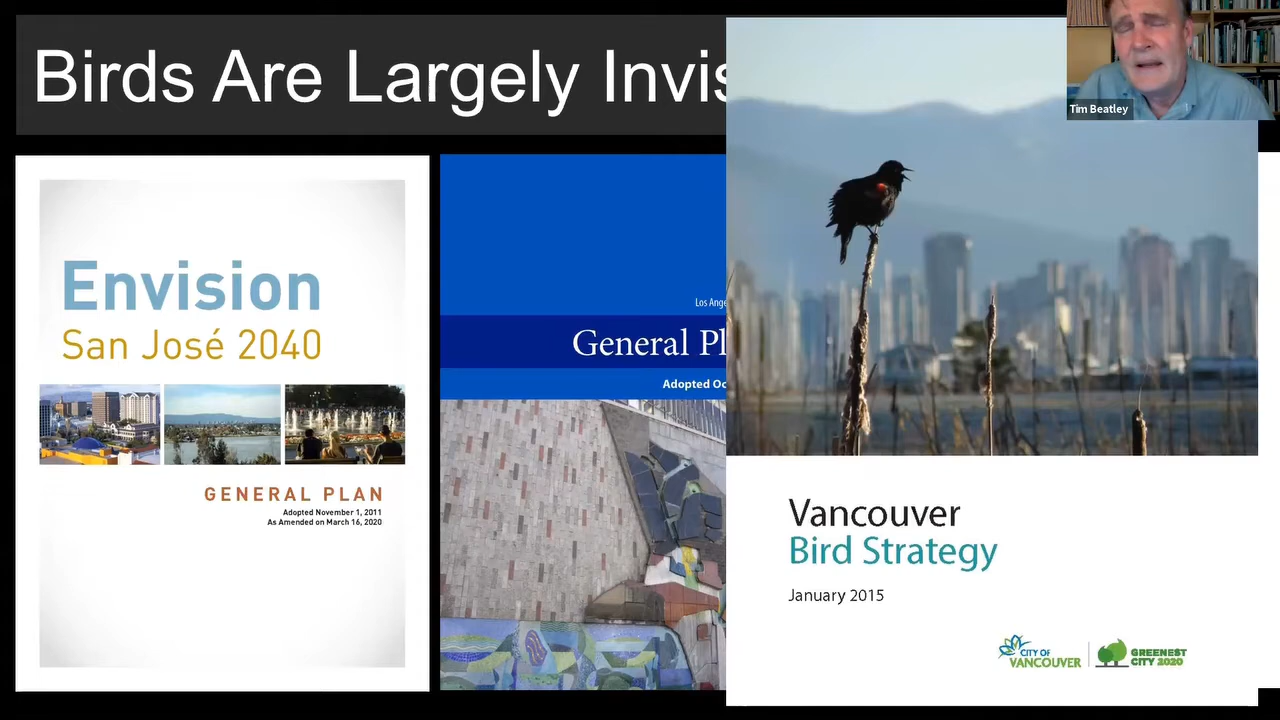 Birds Are Largely Invis
Tim Beatley
Envision
San José 2040
GENERAL PLAN
Adopted November 1, 2011
As Amended on March 16, 2020
Los Ange
General Pl
Adopted Oc
Vancouver
Bird Strategy
January 2015
CITY OF
VANCOUVER
GREENEST
CITY 2020